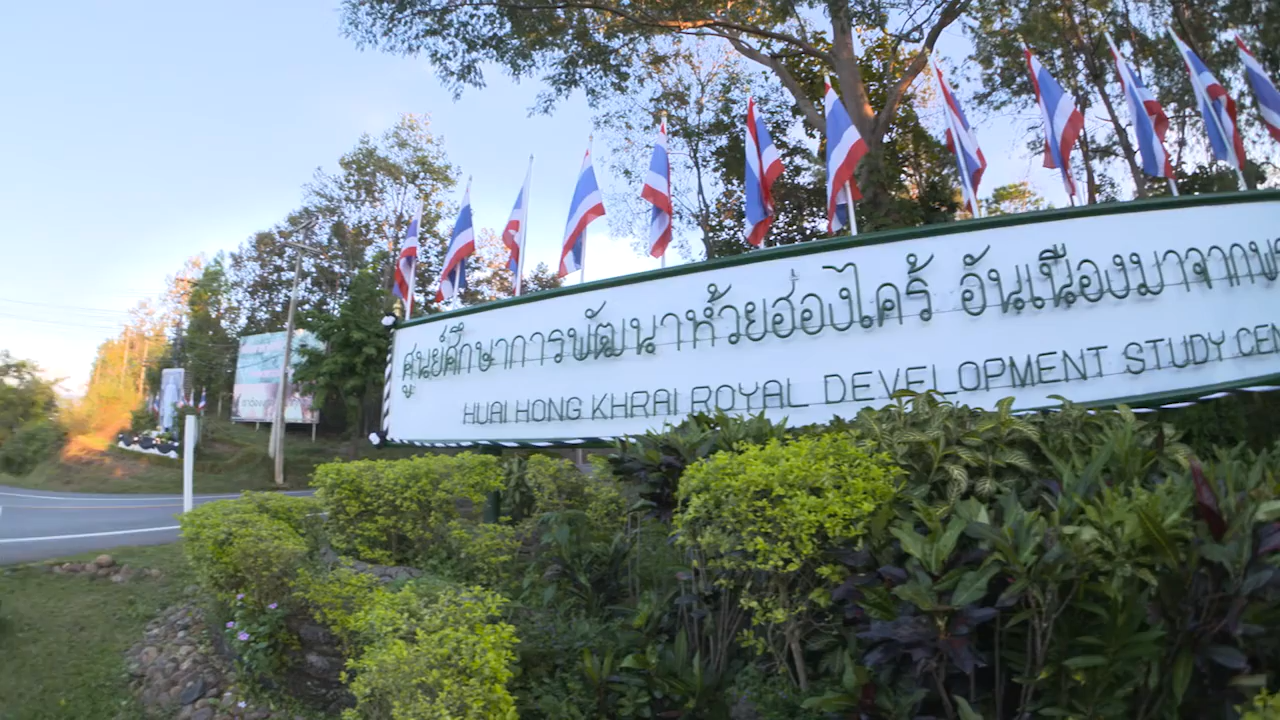 ศูนย์ศึกษาการพัฒนาห้วยฮ่องไคร้ อันเนื่องมาจากพ
HUAI HONG KHRAI ROYAL DEVELOPMENT STUDY CEN